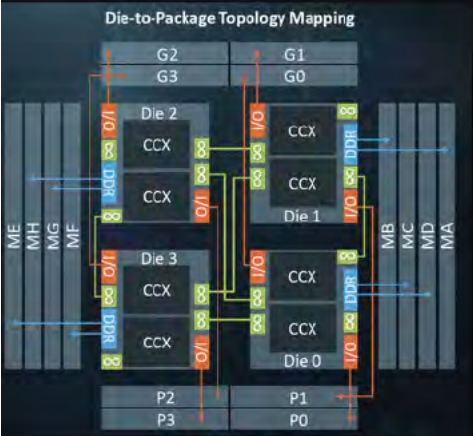 Die-to-Package Topology Mapping
G2 G1
G3 G0
I/O Die 2 ∞ I/O
∞ CCX CCX DDR
DDR CCX ∞ ∞ CCX ∞
∞ I/O Die 1 I/O
ME MH MG MF MB MC MD MA
I/O Die 3 I/O ∞
∞ CCX ∞ CCX DDR
DDR CCX ∞ ∞ CCX ∞
∞ I/O Die 0 I/O
P2 P1
P3 P0